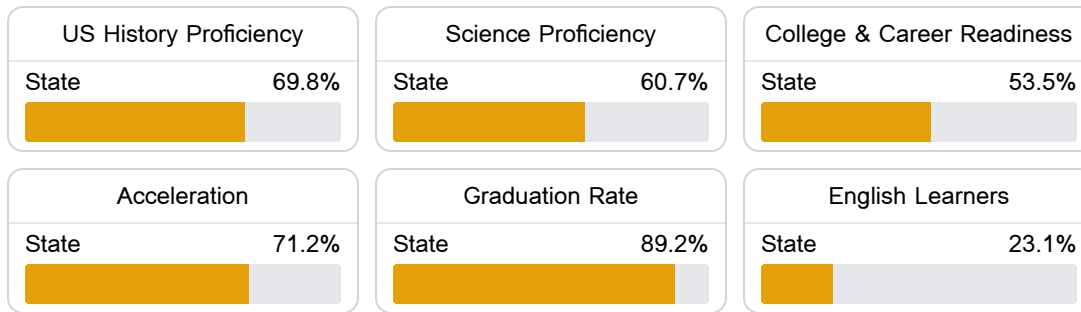 US History Proficiency
State 69.8%
Science Proficiency
State 60.7%
College & Career Readiness
State 53.5%
Acceleration
State 71.2%
Graduation Rate
State 89.2%
English Learners
State 23.1%